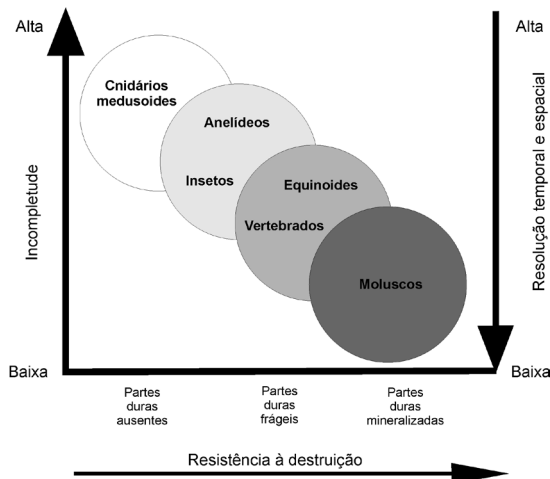 Alta
Alta
Cnidários
medusoides
Anelídeos
Insetos
Equinoides
Vertebrados
Moluscos
Incompletude
Resolução temporal e espacial
Baixa
Baixa
Partes
duras
ausentes
Partes
duras
frágeis
Partes
duras
mineralizadas
Resistência à destruição